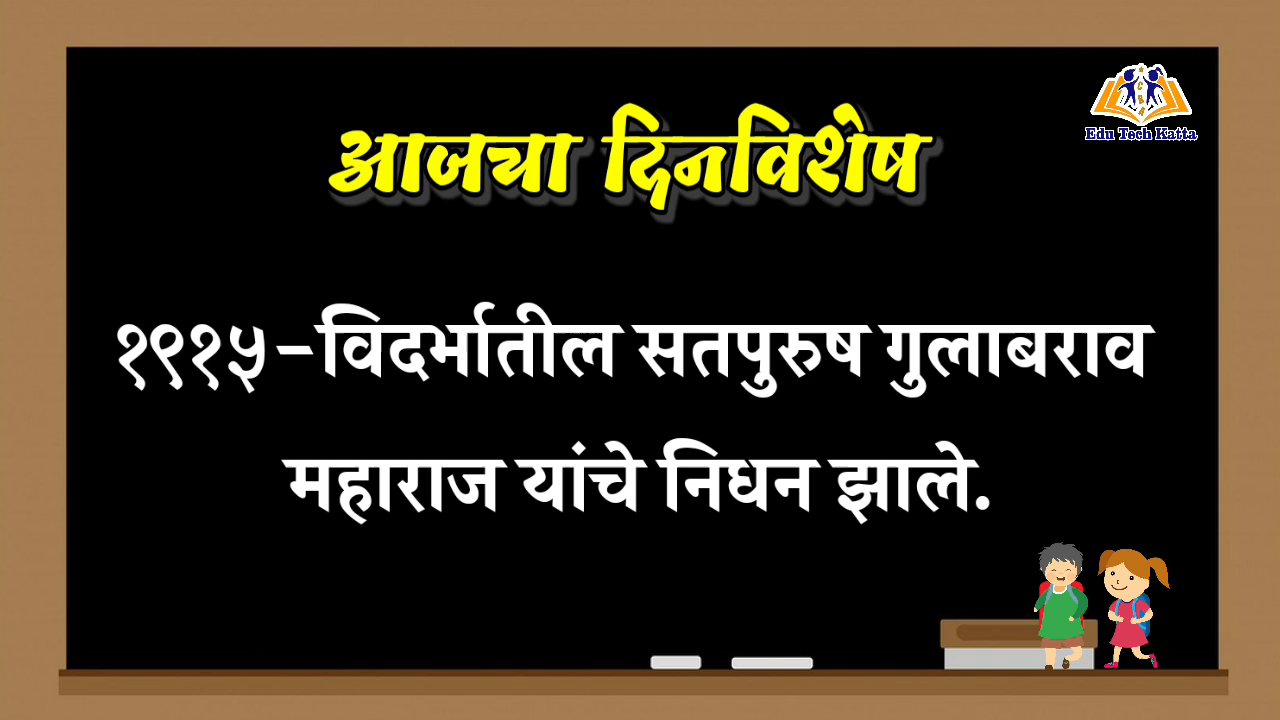 Edu Tech Katta
आजचा दिनविशेष
१९१५-विदर्भातील सतपुरुष गुलाबराव
महाराज यांचे निधन झाले.